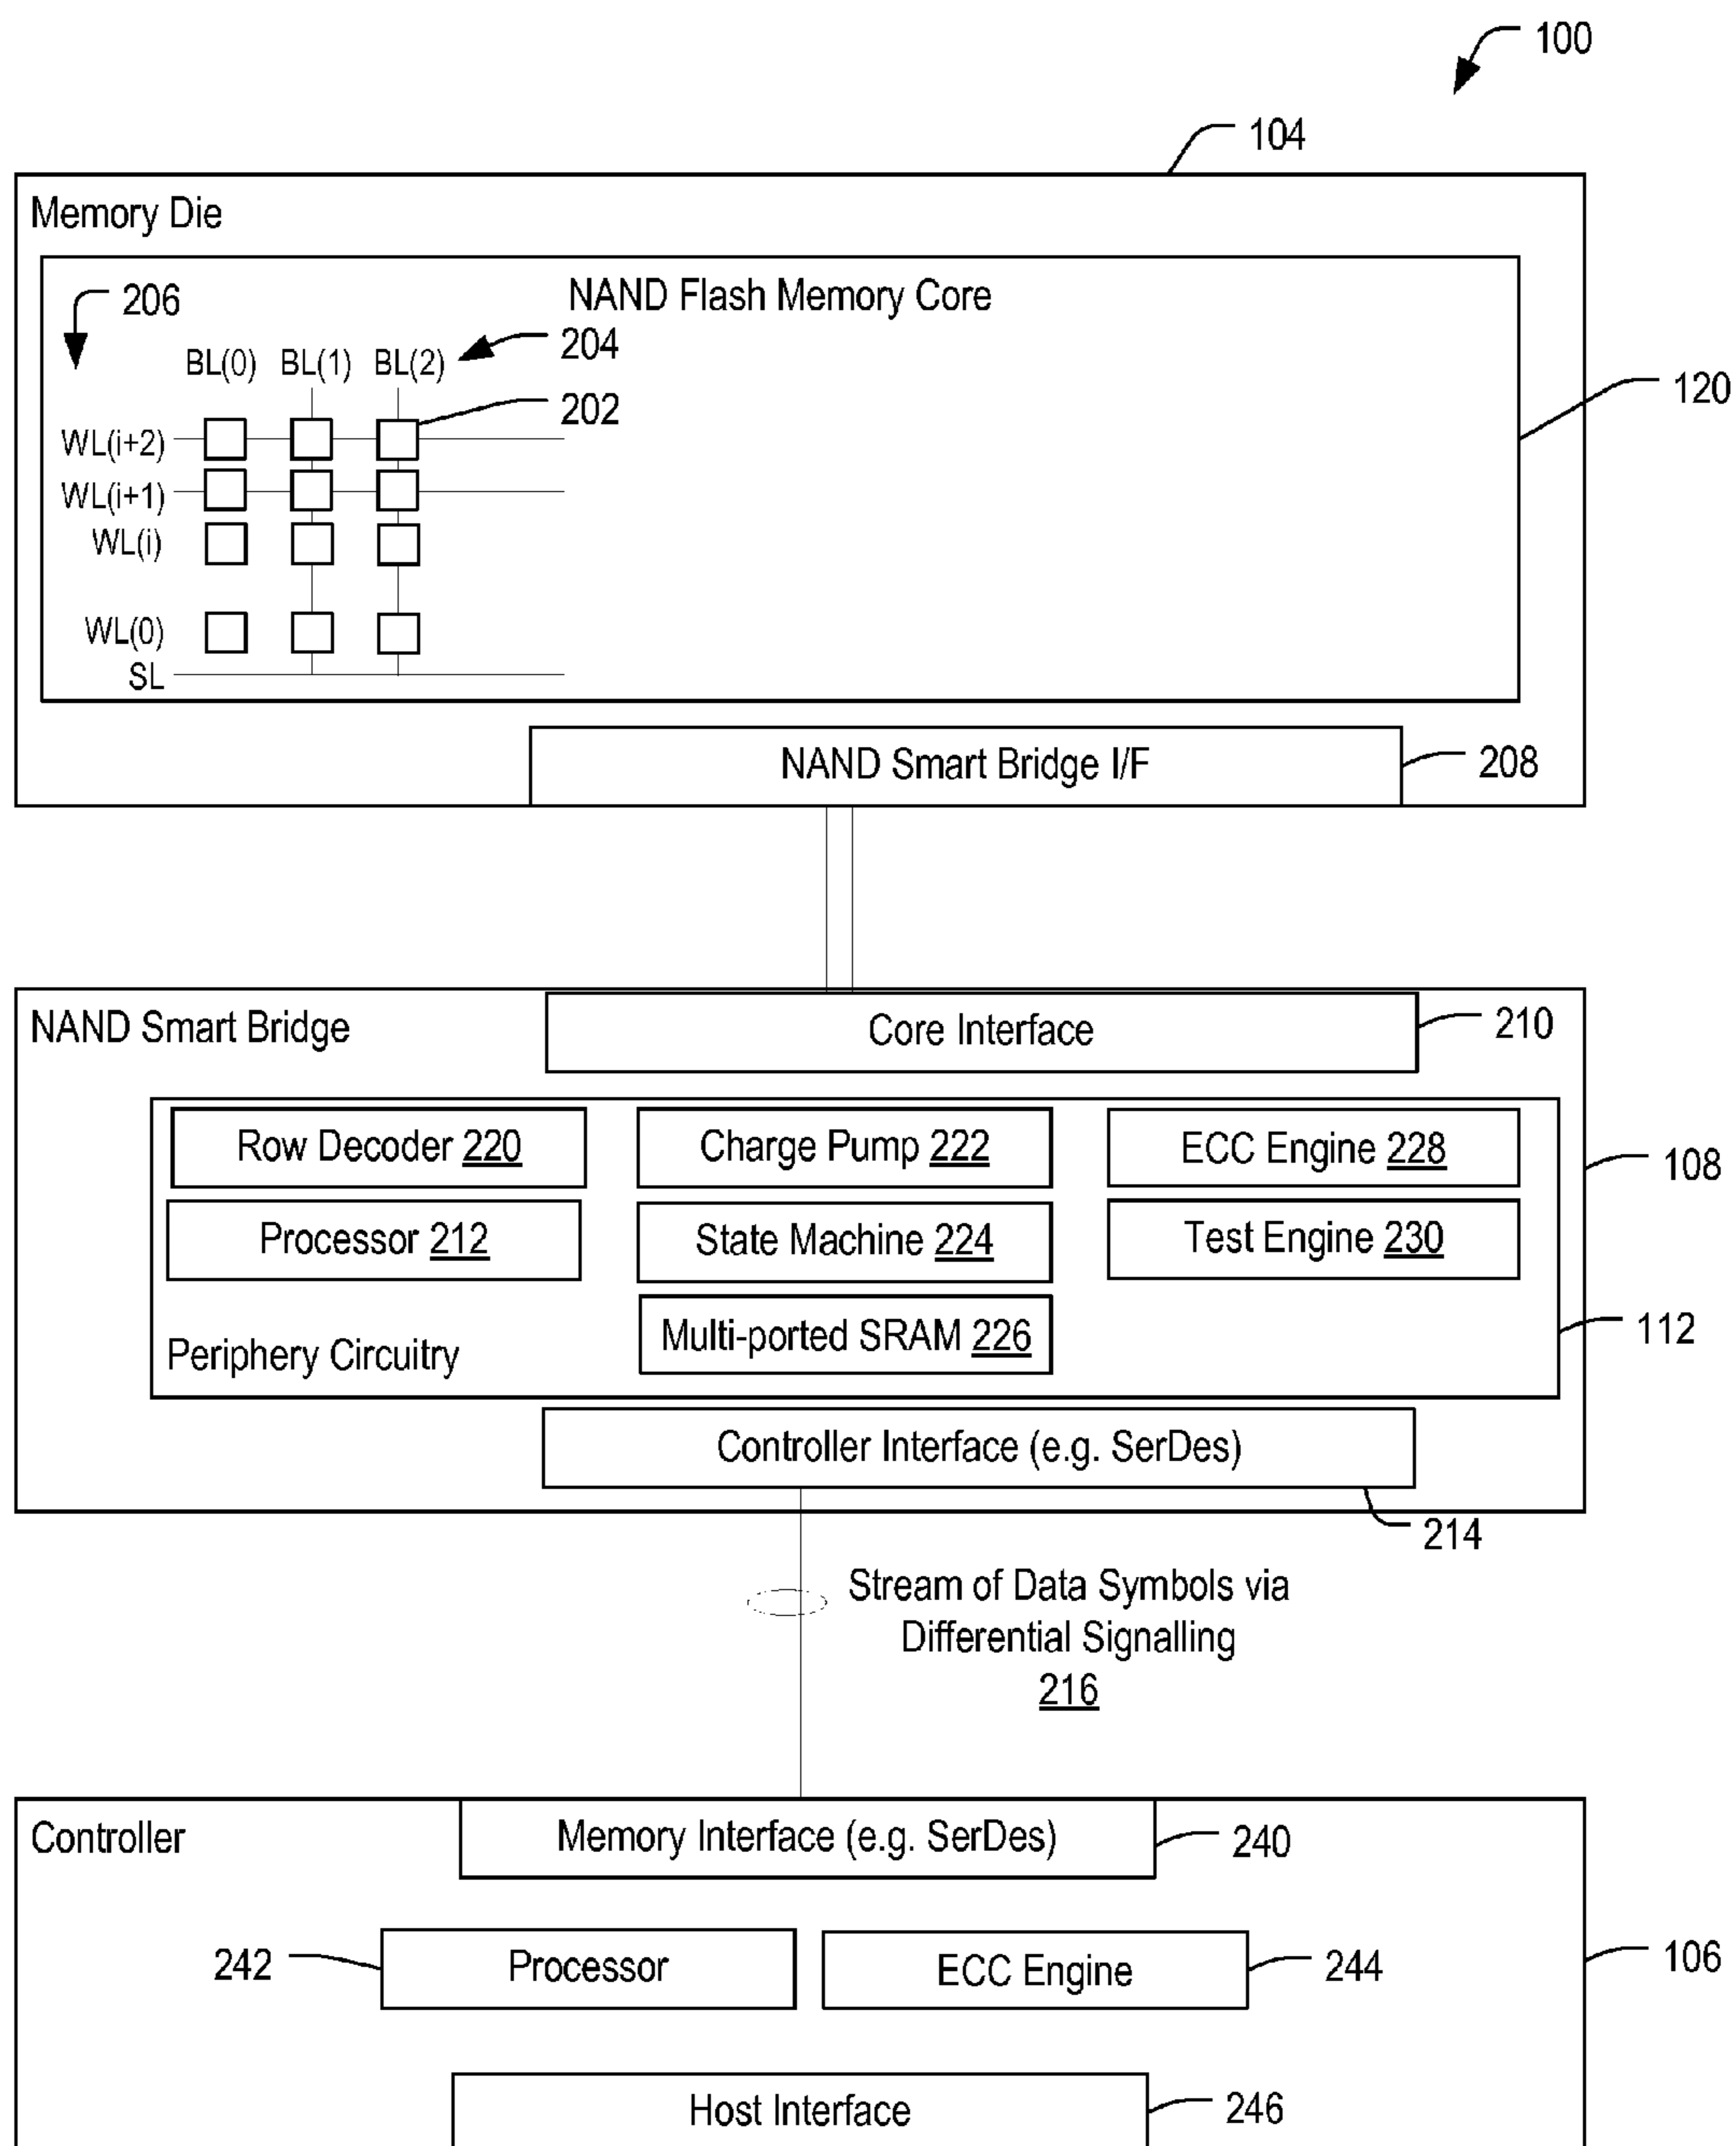 100
104
Memory Die
206
NAND Flash Memory Core
204
BL(0) BL(1) BL(2)
120
202
WL(i+2)
WL(i+1)
WL(i)
WL(0)
SL
NAND Smart Bridge I/F
208
NAND Smart Bridge
Core Interface
210
Row Decoder 220
Charge Pump 222
ECC Engine 228
108
Processor 212
State Machine 224
Test Engine 230
Multi-ported SRAM 226
112
Periphery Circuitry
Controller Interface (e.g. SerDes)
214
Stream of Data Symbols via
Differential Signalling
216
Controller
Memory Interface (e.g. SerDes)
240
242
Processor
ECC Engine
244
106
Host Interface
246